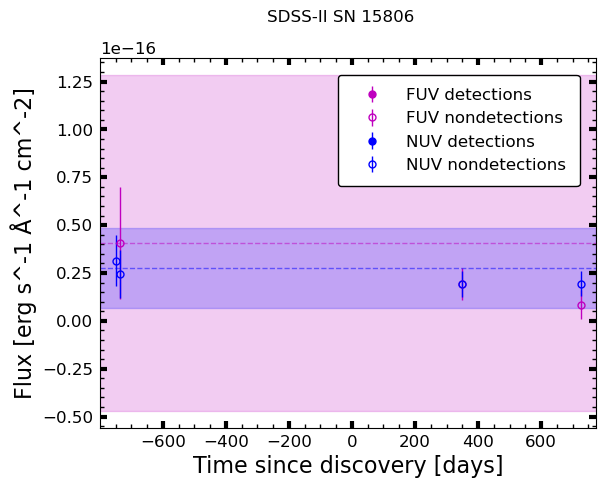 SDSS-II SN 15806
1e−16
FUV detections
FUV nondetections
NUV detections
NUV nondetections
1.25
1.00
0.75
0.50
0.25
0.00
−0.25
−0.50
Flux [erg s^-1 Å^-1 cm^-2]
−600 −400 −200 0 200 400 600
Time since discovery [days]